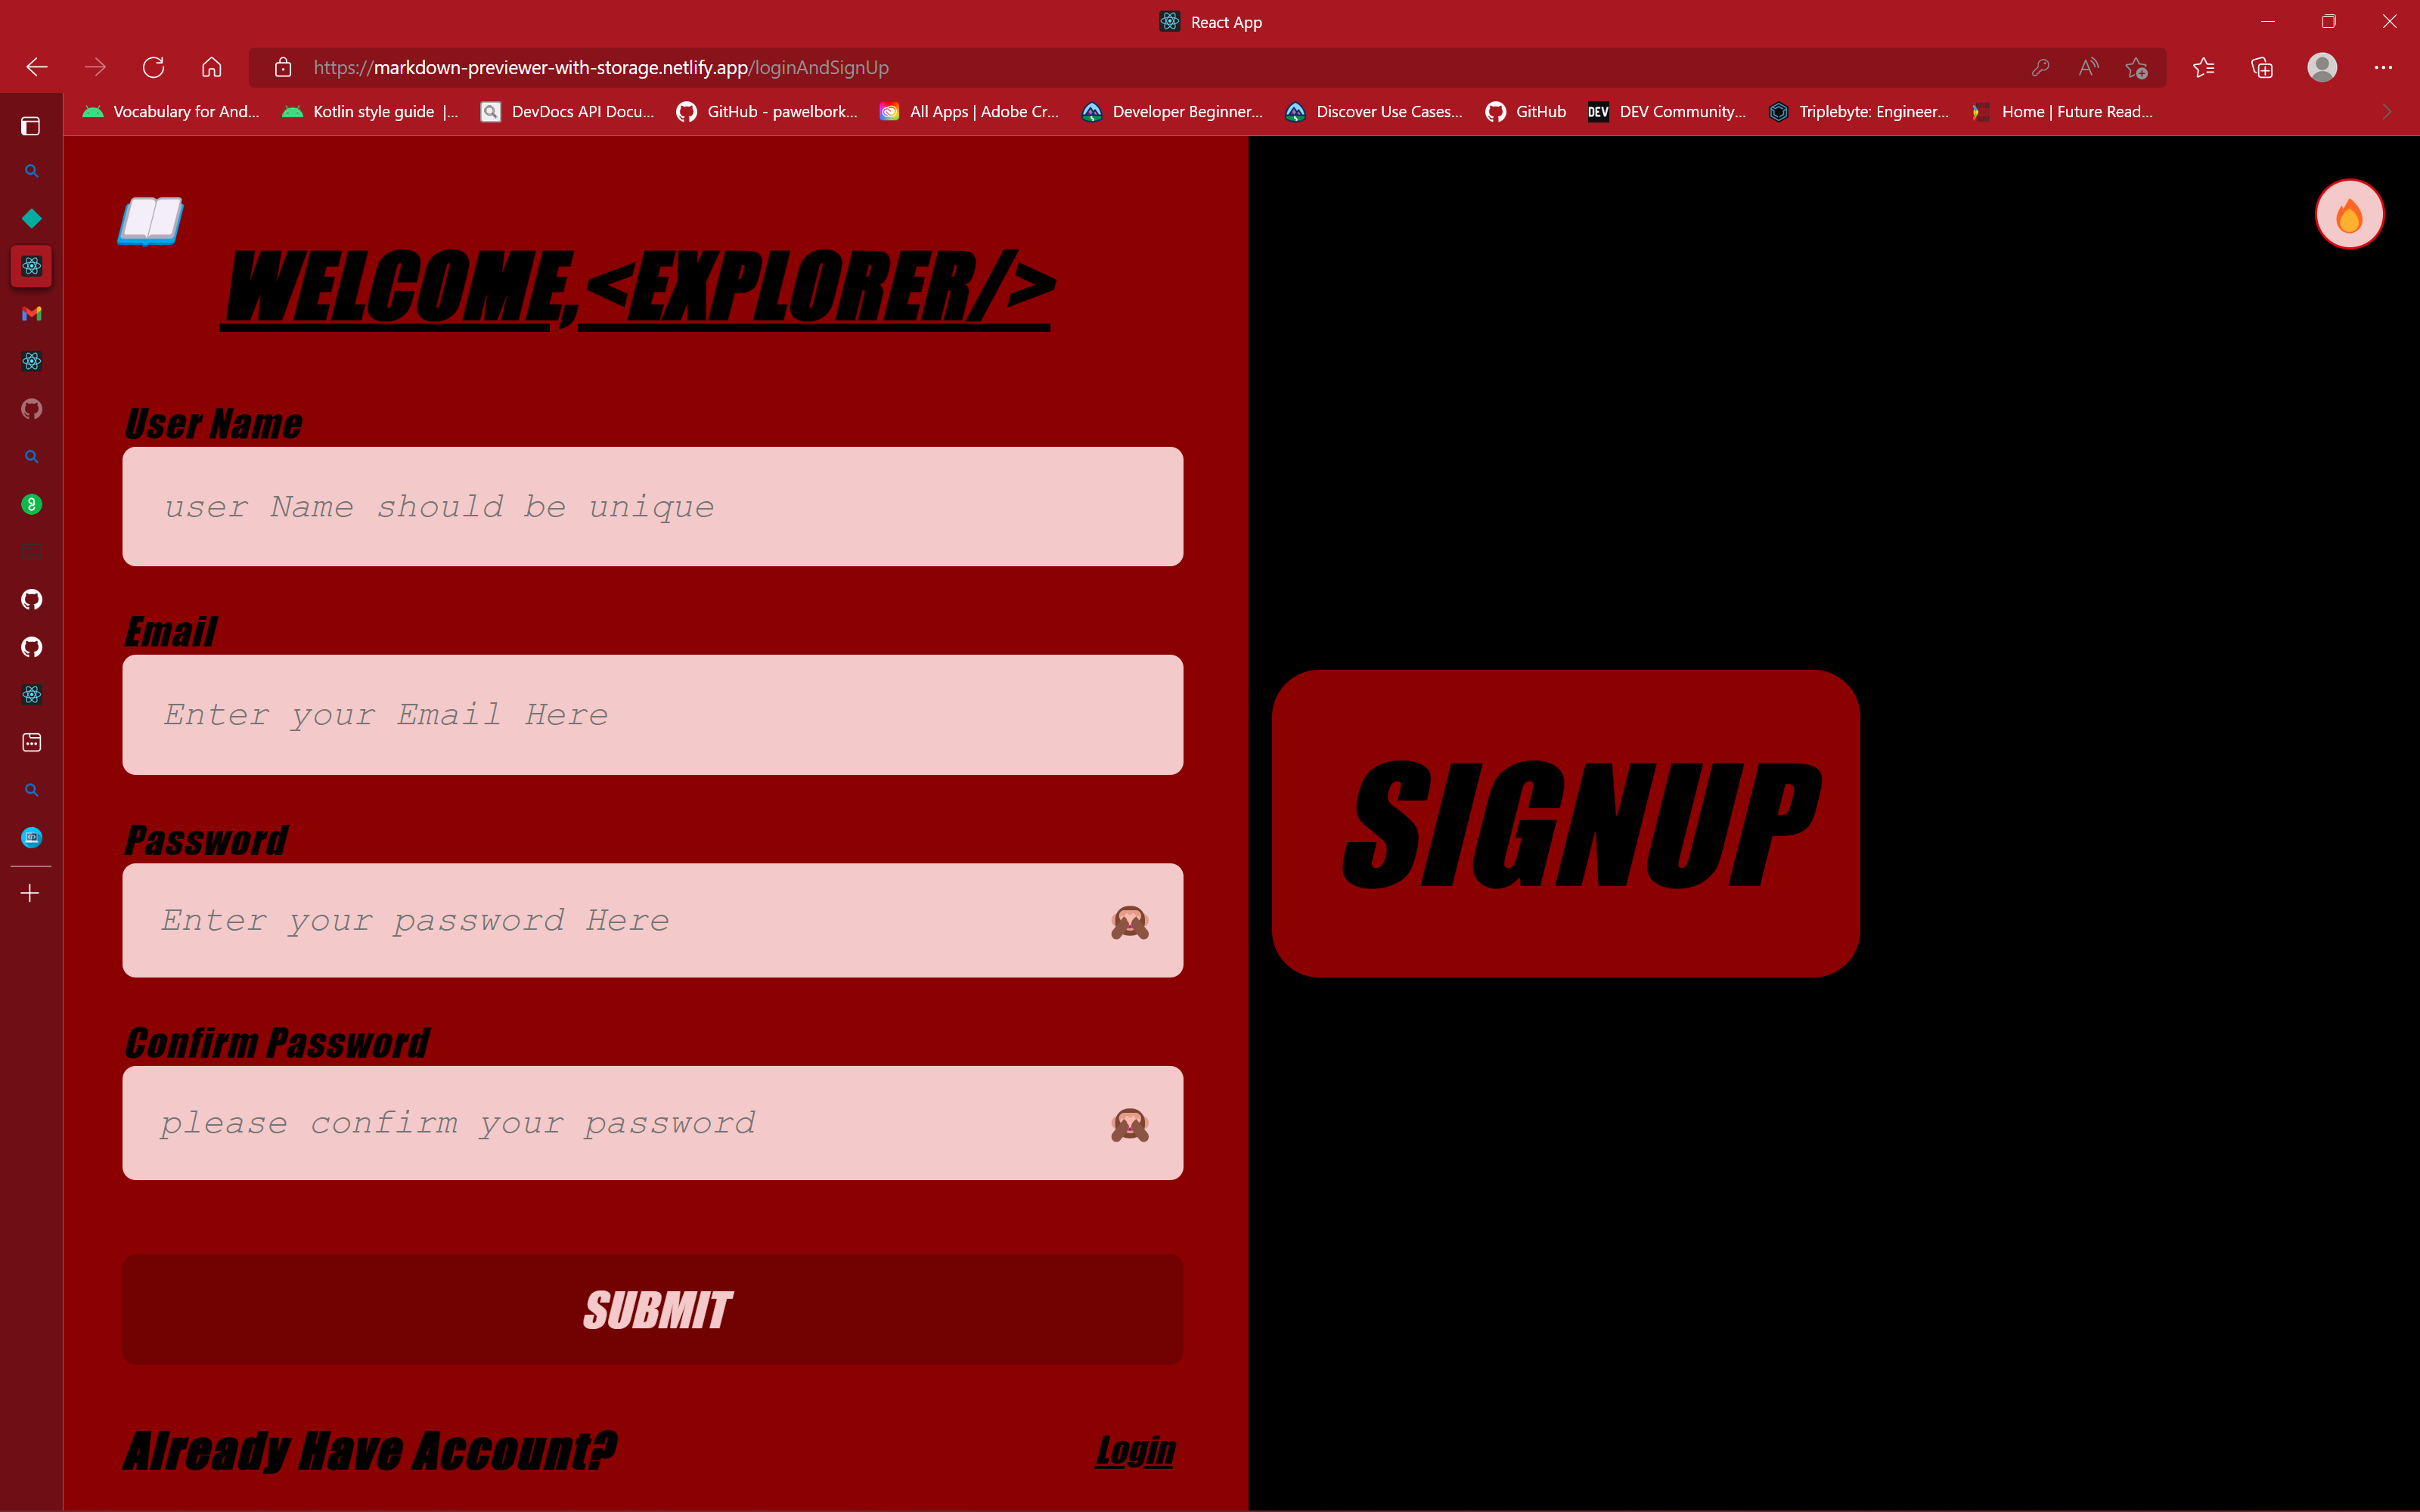 React App
https://markdown-previewer-with-storage.netlify.app/loginAndSignUp
Vocabulary for And... Kotlin style guide |... DevDocs API Docu... GitHub - pawelbork... All Apps | Adobe Cr... Developer Beginner... Discover Use Cases... GitHub DEV DEV Community... Triplebyte: Engineer... Home | Future Read...
WELCOME,<EXPLORER/>
User Name
user Name should be unique
Email
Enter your Email Here
SIGNUP
Password
Enter your password Here
Confirm Password
please confirm your password
SUBMIT
Already Have Account? Login